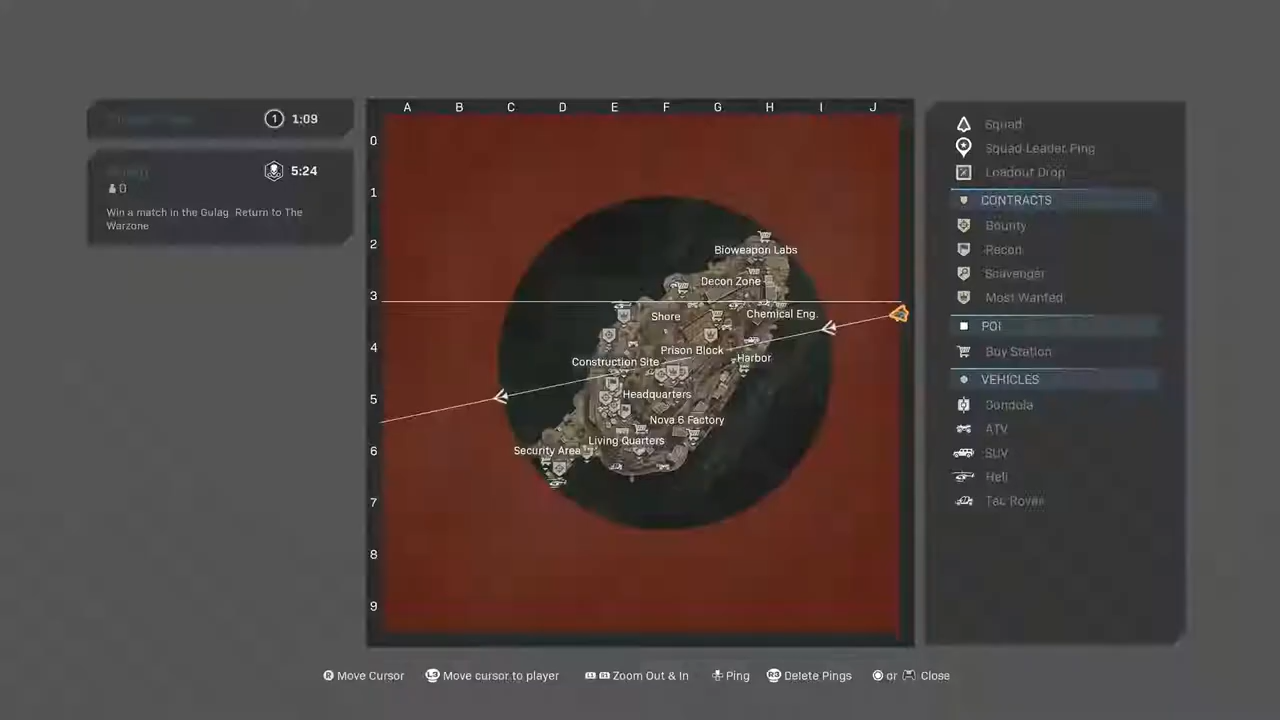 1 1:09
5:24
0
Win a match in the Gulag Return to The
Warzone
A B C D E F G H I J
0
1
2
3
4
5
6
7
8
9
Bioweapon Labs
Decon Zone
Chemical Eng.
Shore
Prison Block
Harbor
Construction Site
Headquarters
Nova 6 Factory
Living Quarters
Security Area
Squad
Squad Leader Ping
Loadout Drop
CONTRACTS
Bounty
Recon
Scavenger
Most Wanted
POI
Buy Station
VEHICLES
Gondola
ATV
SUV
Heli
Tac Rover
R Move Cursor LS Move cursor to player Zoom Out & In Ping RS Delete Pings or Close